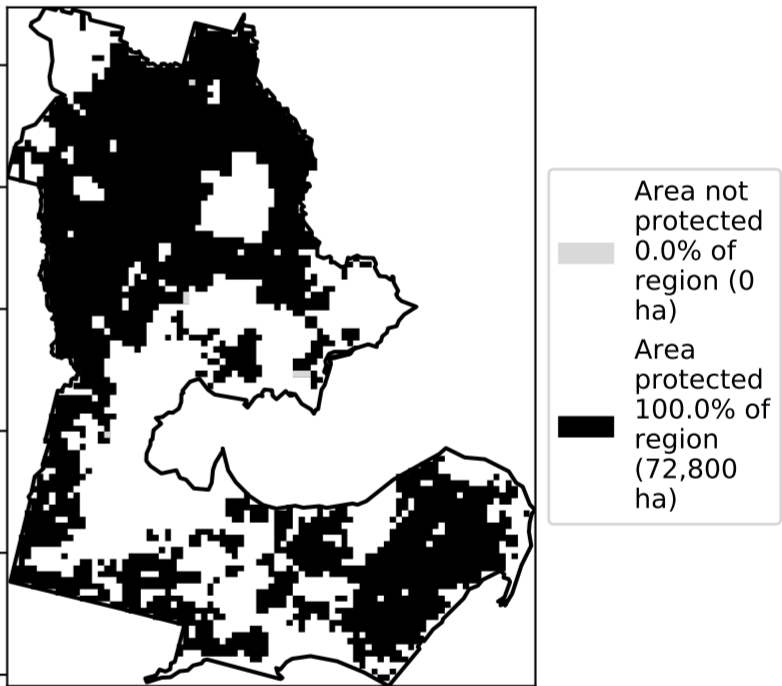 Area not
protected
0.0% of
region (0
ha)
Area
protected
100.0% of
region
(72,800
ha)